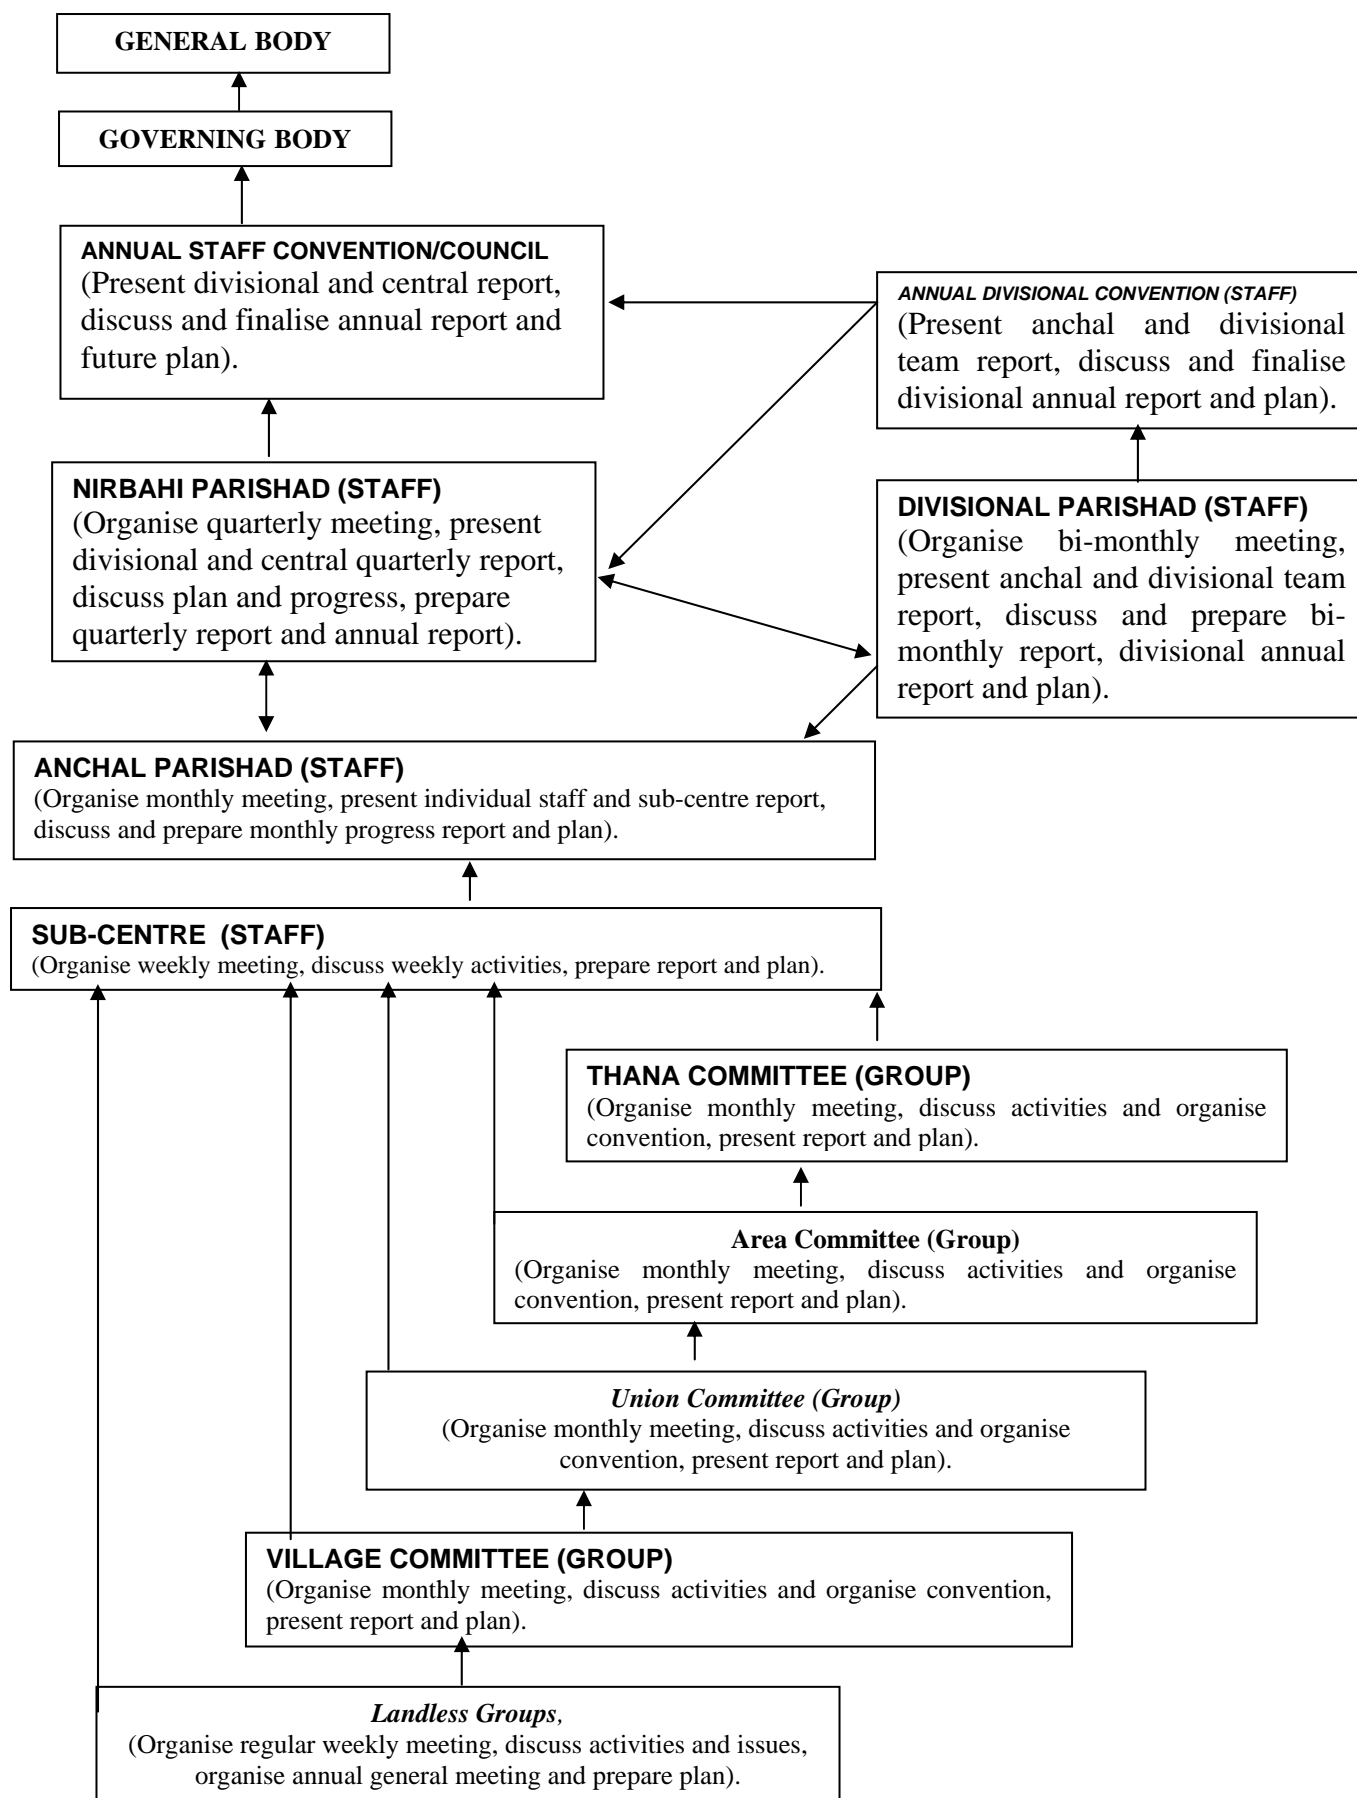 GENERAL BODY
GOVERNING BODY
ANNUAL STAFF CONVENTION/COUNCIL
(Present divisional and central report,
discuss and finalise annual report and
future plan).
ANNUAL DIVISIONAL CONVENTION (STAFF)
(Present anchal and divisional
team report, discuss and finalise
divisional annual report and plan).
NIRBAHI PARISHAD (STAFF)
(Organise quarterly meeting, present
divisional and central quarterly report,
discuss plan and progress, prepare
quarterly report and annual report).
DIVISIONAL PARISHAD (STAFF)
(Organise bi-monthly meeting,
present anchal and divisional team
report, discuss and prepare bi-
monthly report, divisional annual
report and plan).
ANCHAL PARISHAD (STAFF)
(Organise monthly meeting, present individual staff and sub-centre report,
discuss and prepare monthly progress report and plan).
SUB-CENTRE (STAFF)
(Organise weekly meeting, discuss weekly activities, prepare report and plan).
THANA COMMITTEE (GROUP)
(Organise monthly meeting, discuss activities and organise
convention, present report and plan).
Area Committee (Group)
(Organise monthly meeting, discuss activities and organise
convention, present report and plan).
Union Committee (Group)
(Organise monthly meeting, discuss activities and organise
convention, present report and plan).
VILLAGE COMMITTEE (GROUP)
(Organise monthly meeting, discuss activities and organise convention,
present report and plan).
Landless Groups,
(Organise regular weekly meeting, discuss activities and issues,
organise annual general meeting and prepare plan).